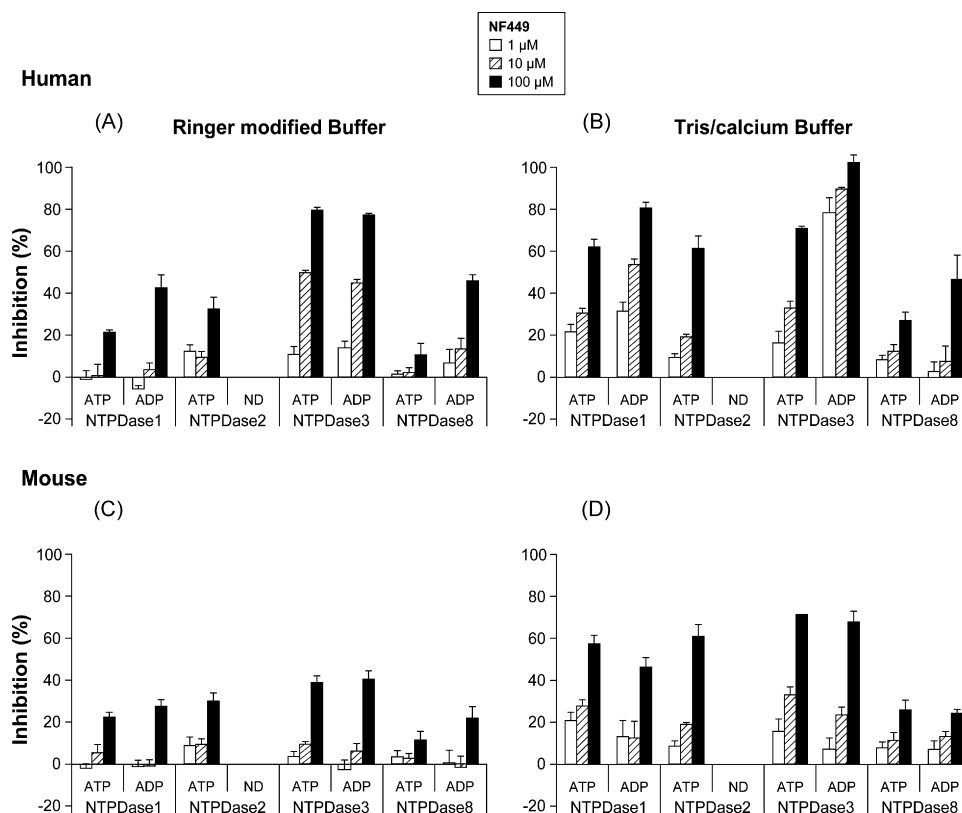 NF449
1 µM
10 µM
100 µM
Human
(A)
Ringer modified Buffer
Inhibition (%)
100
80
60
40
20
0
-20
ATP ADP ATP ND ATP ADP ATP ADP
NTPDase1 NTPDase2 NTPDase3 NTPDase8
(B)
Tris/calcium Buffer
100
80
60
40
20
0
-20
ATP ADP ATP ND ATP ADP ATP ADP
NTPDase1 NTPDase2 NTPDase3 NTPDase8
Mouse
(C)
Inhibition (%)
100
80
60
40
20
0
-20
ATP ADP ATP ND ATP ADP ATP ADP
NTPDase1 NTPDase2 NTPDase3 NTPDase8
(D)
100
80
60
40
20
0
-20
ATP ADP ATP ND ATP ADP ATP ADP
NTPDase1 NTPDase2 NTPDase3 NTPDase8